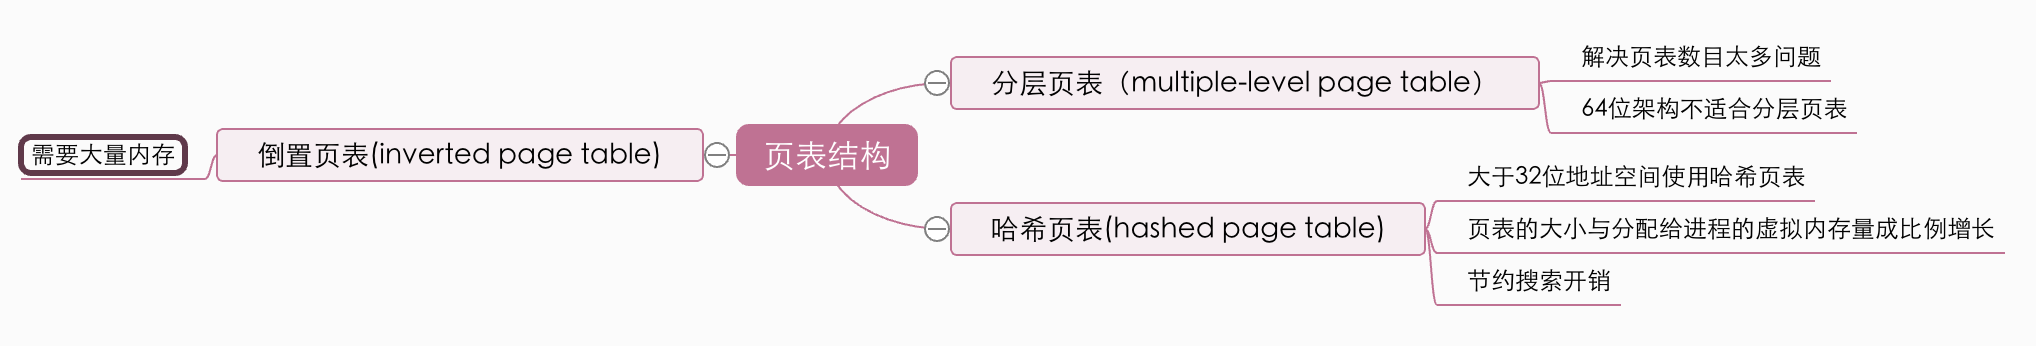 页表结构
分层页表（multiple-level page table）
解决页表数目太多问题
64位架构不适合分层页表
哈希页表(hashed page table)
大于32位地址空间使用哈希页表
页表的大小与分配给进程的虚拟内存量成比例增长
节约搜索开销
倒置页表(inverted page table)
需要大量内存